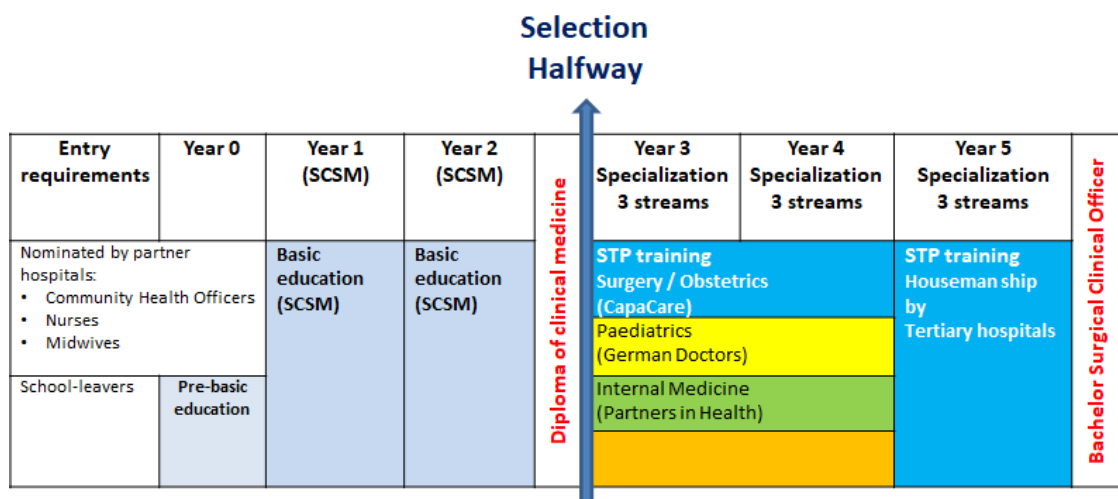 Selection
Halfway
Entry
requirements
Year 0
Year 1
(SCSM)
Year 2
(SCSM)
Diploma of clinical medicine
Year 3
Specialization
3 streams
Year 4
Specialization
3 streams
Year 5
Specialization
3 streams
Bachelor Surgical Clinical Officer
Nominated by partner
hospitals:
• Community Health Officers
• Nurses
• Midwives
Basic
education
(SCSM)
Basic
education
(SCSM)
STP training
Surgery / Obstetrics
(CapaCare)
STP training
Houseman ship
by
Tertiary hospitals
Paediatrics
(German Doctors)
School-leavers
Pre-basic
education
Internal Medicine
(Partners in Health)